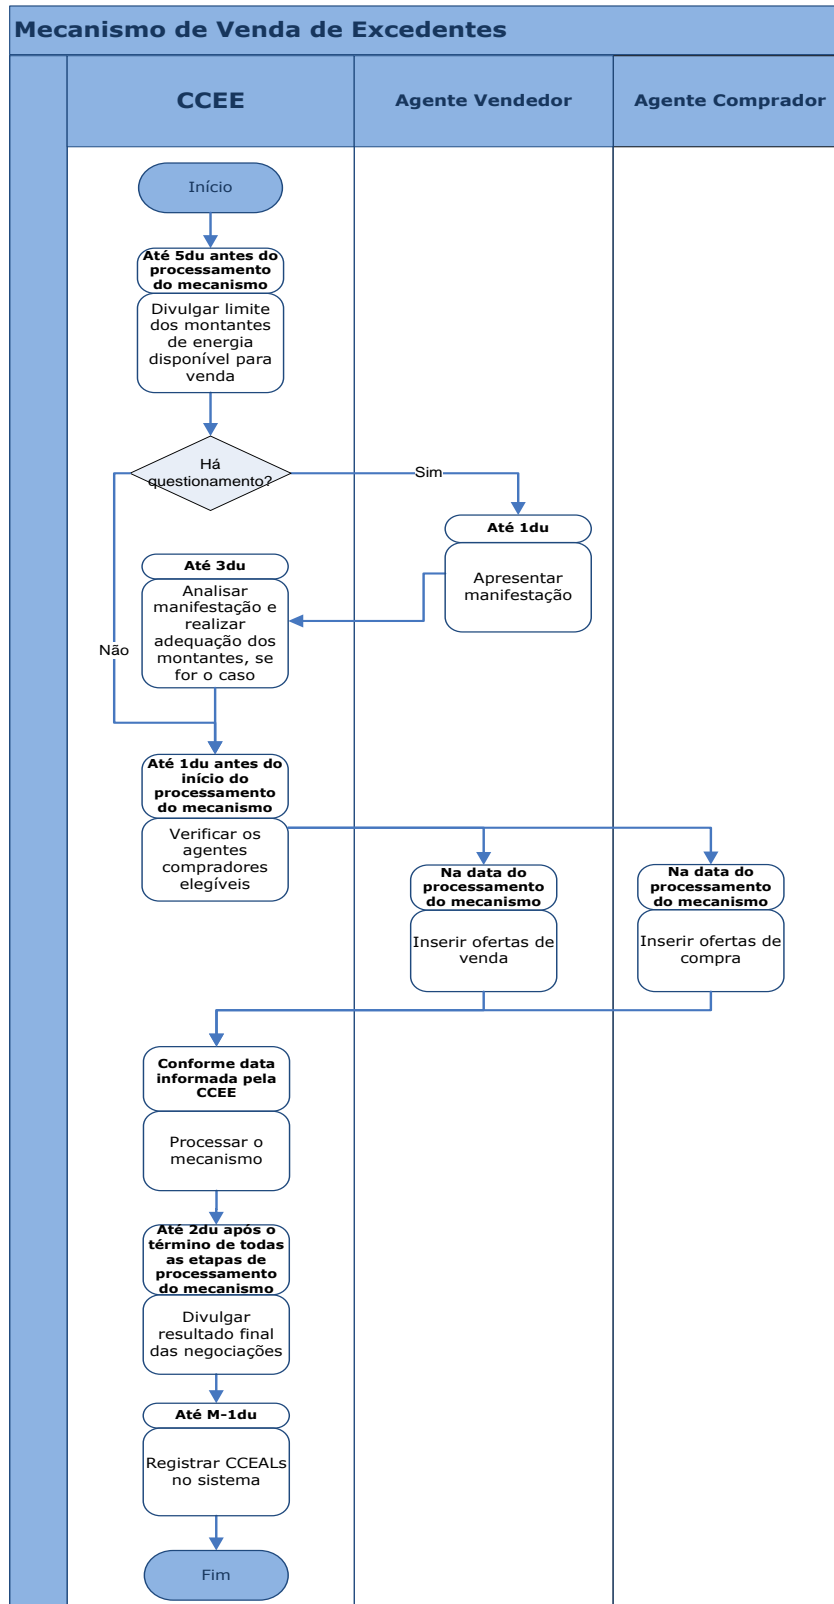 Mecanismo de Venda de Excedentes
CCEE
Agente Vendedor
Agente Comprador
Início
Até 5du antes do
processamento
do mecanismo
Divulgar limite
dos montantes
de energia
disponível para
venda
Há
questionamento?
Sim
Até 1du
Apresentar
manifestação
Até 3du
Analisar
manifestação e
realizar
adequação dos
montantes, se
for o caso
Não
Até 1du antes do
início do
processamento
do mecanismo
Verificar os
agentes
compradores
elegíveis
Na data do
processamento
do mecanismo
Inserir ofertas de
venda
Na data do
processamento
do mecanismo
Inserir ofertas de
compra
Conforme data
informada pela
CCEE
Processar o
mecanismo
Até 2du após o
término de todas
as etapas de
processamento
do mecanismo
Divulgar
resultado final
das negociações
Até M-1du
Registrar CCEALs
no sistema
Fim